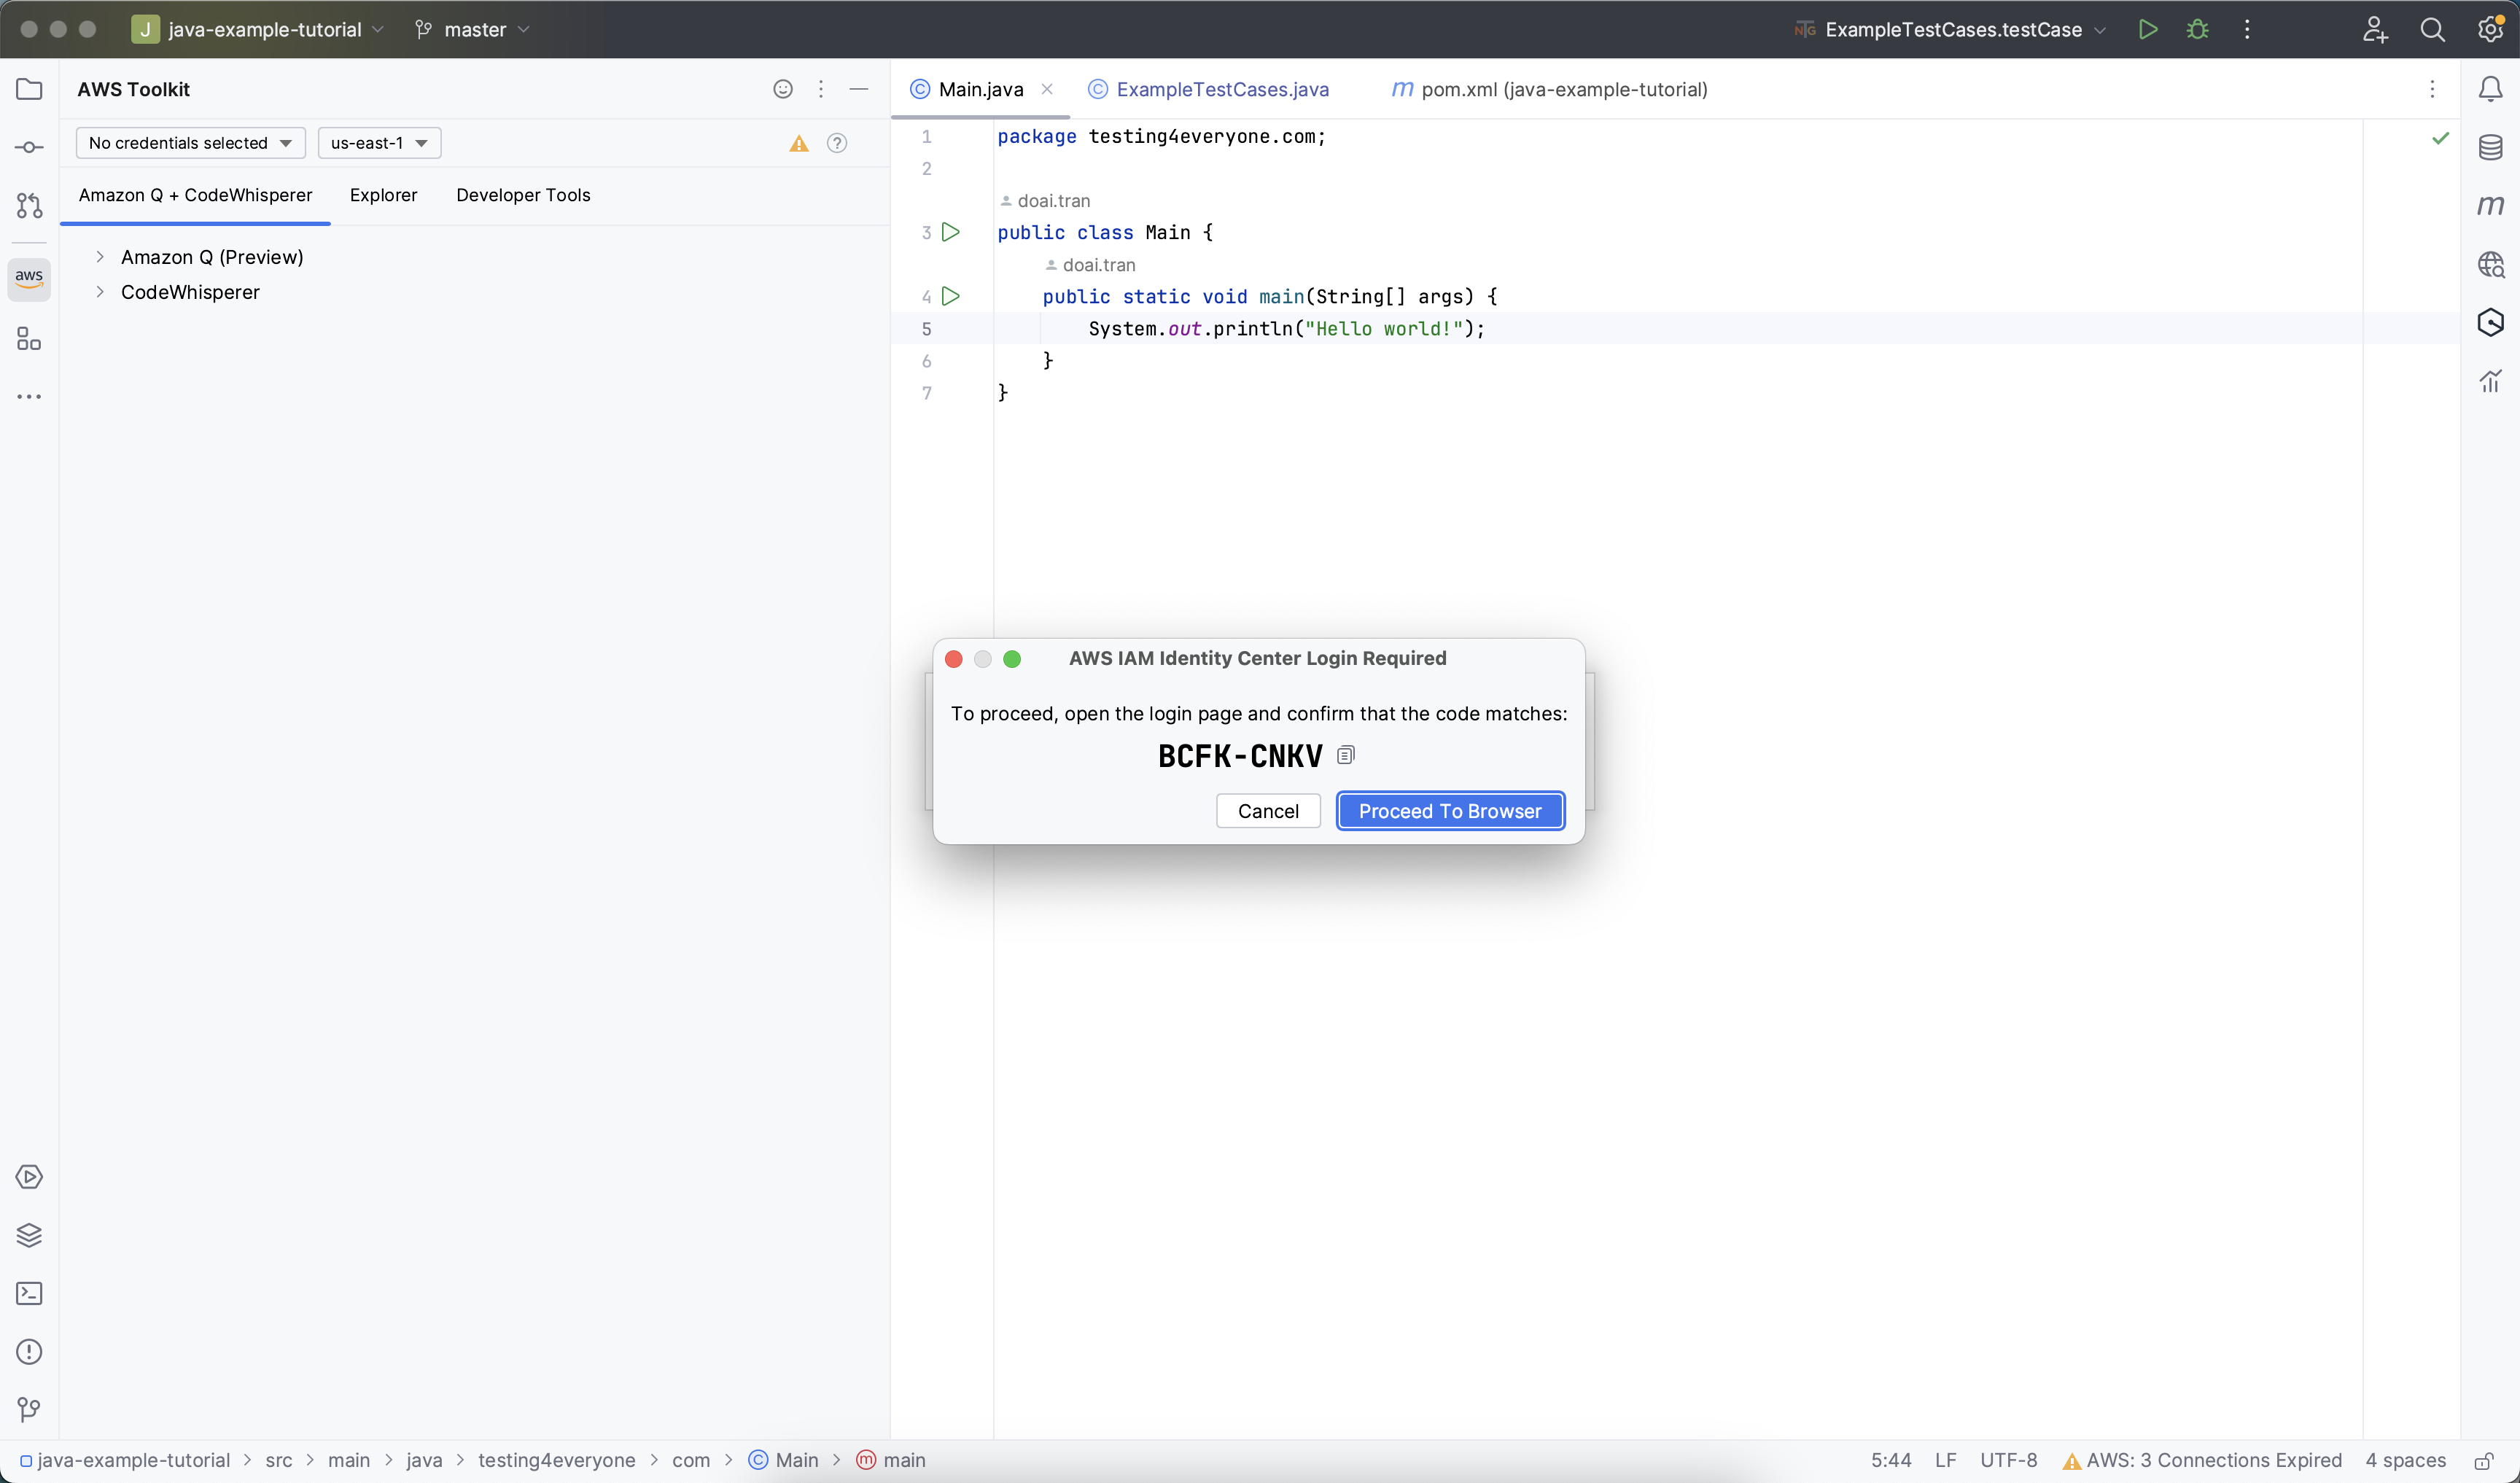 J java-example-tutorial master ExampleTestCases.testCase
AWS Toolkit
No credentials selected us-east-1
Amazon Q + CodeWhisperer Explorer Developer Tools
aws
Amazon Q (Preview)
CodeWhisperer
Main.java ExampleTestCases.java m pom.xml (java-example-tutorial)
1 package testing4everyone.com;
2
doai.tran
3 public class Main {
doai.tran
4 public static void main(String[] args) {
5 System.out.println("Hello world!");
6 }
7 }
m
AWS IAM Identity Center Login Required
To proceed, open the login page and confirm that the code matches:
BCFK-CNKV
Cancel Proceed To Browser
java-example-tutorial > src > main > java > testing4everyone > com > Main > main
5:44 LF UTF-8 AWS: 3 Connections Expired 4 spaces